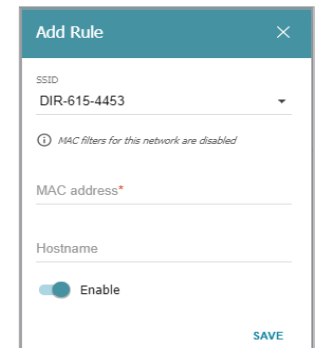 Add Rule
SSID
DIR-615-4453
MAC filters for this network are disabled
MAC address*
Hostname
Enable
SAVE